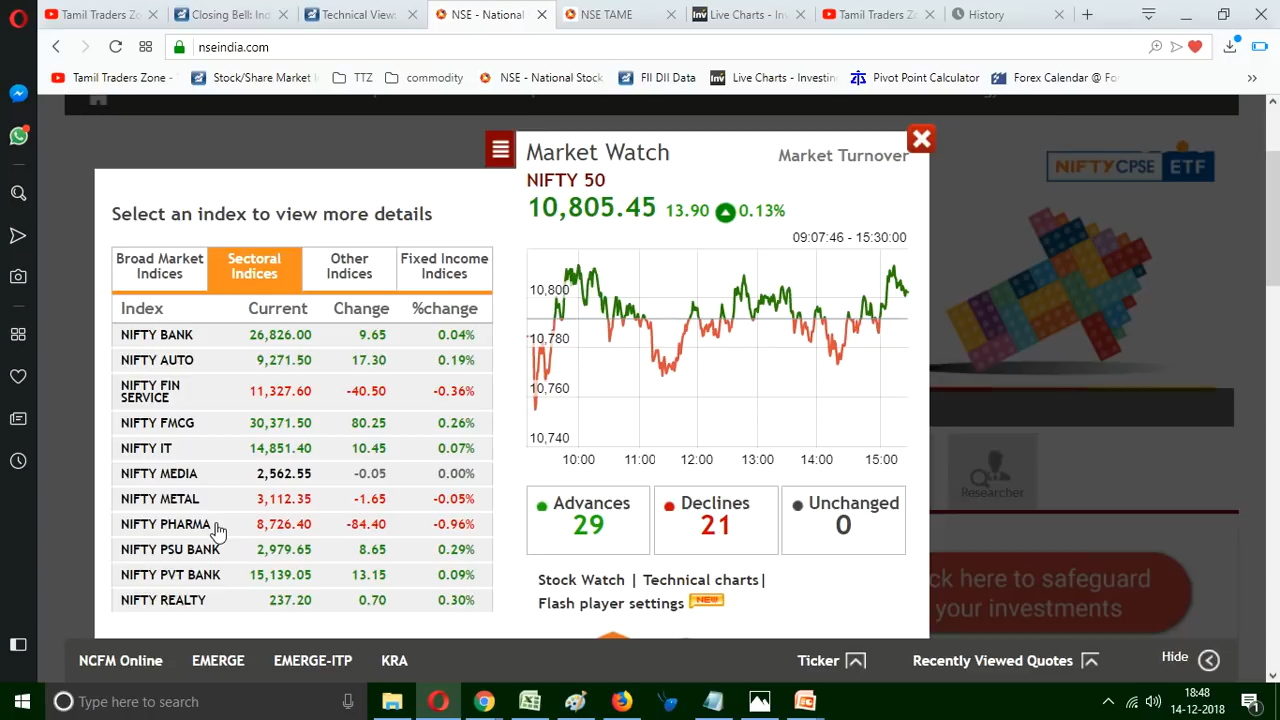 Tamil Traders Zo
Closing Bell: Ind
Technical View:
NSE - National
NSE TAME
Live Charts - Inv
Tamil Traders Zo
History
nseindia.com
Tamil Traders Zone -
Stock/Share Market
TTZ
commodity
NSE - National Stock
FII DII Data
Live Charts - Investin
Pivot Point Calculator
Forex Calendar @ Fo
Market Watch
Market Turnover
NIFTY 50
10,805.45 13.90 0.13%
09:07:46 - 15:30:00
NIFTYCPSE ETF
Select an index to view more details
Broad Market Indices
Sectoral Indices
Other Indices
Fixed Income Indices
Index Current Change %change
NIFTY BANK 26,826.00 9.65 0.04%
NIFTY AUTO 9,271.50 17.30 0.19%
NIFTY FIN SERVICE 11,327.60 -40.50 -0.36%
NIFTY FMCG 30,371.50 80.25 0.26%
NIFTY IT 14,851.40 10.45 0.07%
NIFTY MEDIA 2,562.55 -0.05 0.00%
NIFTY METAL 3,112.35 -1.65 -0.05%
NIFTY PHARMA 8,726.40 -84.40 -0.96%
NIFTY PSU BANK 2,979.65 8.65 0.29%
NIFTY PVT BANK 15,139.05 13.15 0.09%
NIFTY REALTY 237.20 0.70 0.30%
10,800
10,780
10,760
10,740
10:00 11:00 12:00 13:00 14:00 15:00
Advances
29
Declines
21
Unchanged
0
Stock Watch | Technical charts|
Flash player settings NEW
Researcher
ck here to safeguard
your investments
NCFM Online
EMERGE
EMERGE-ITP
KRA
Ticker
Recently Viewed Quotes
Hide
Type here to search
18:48
14-12-2018
1